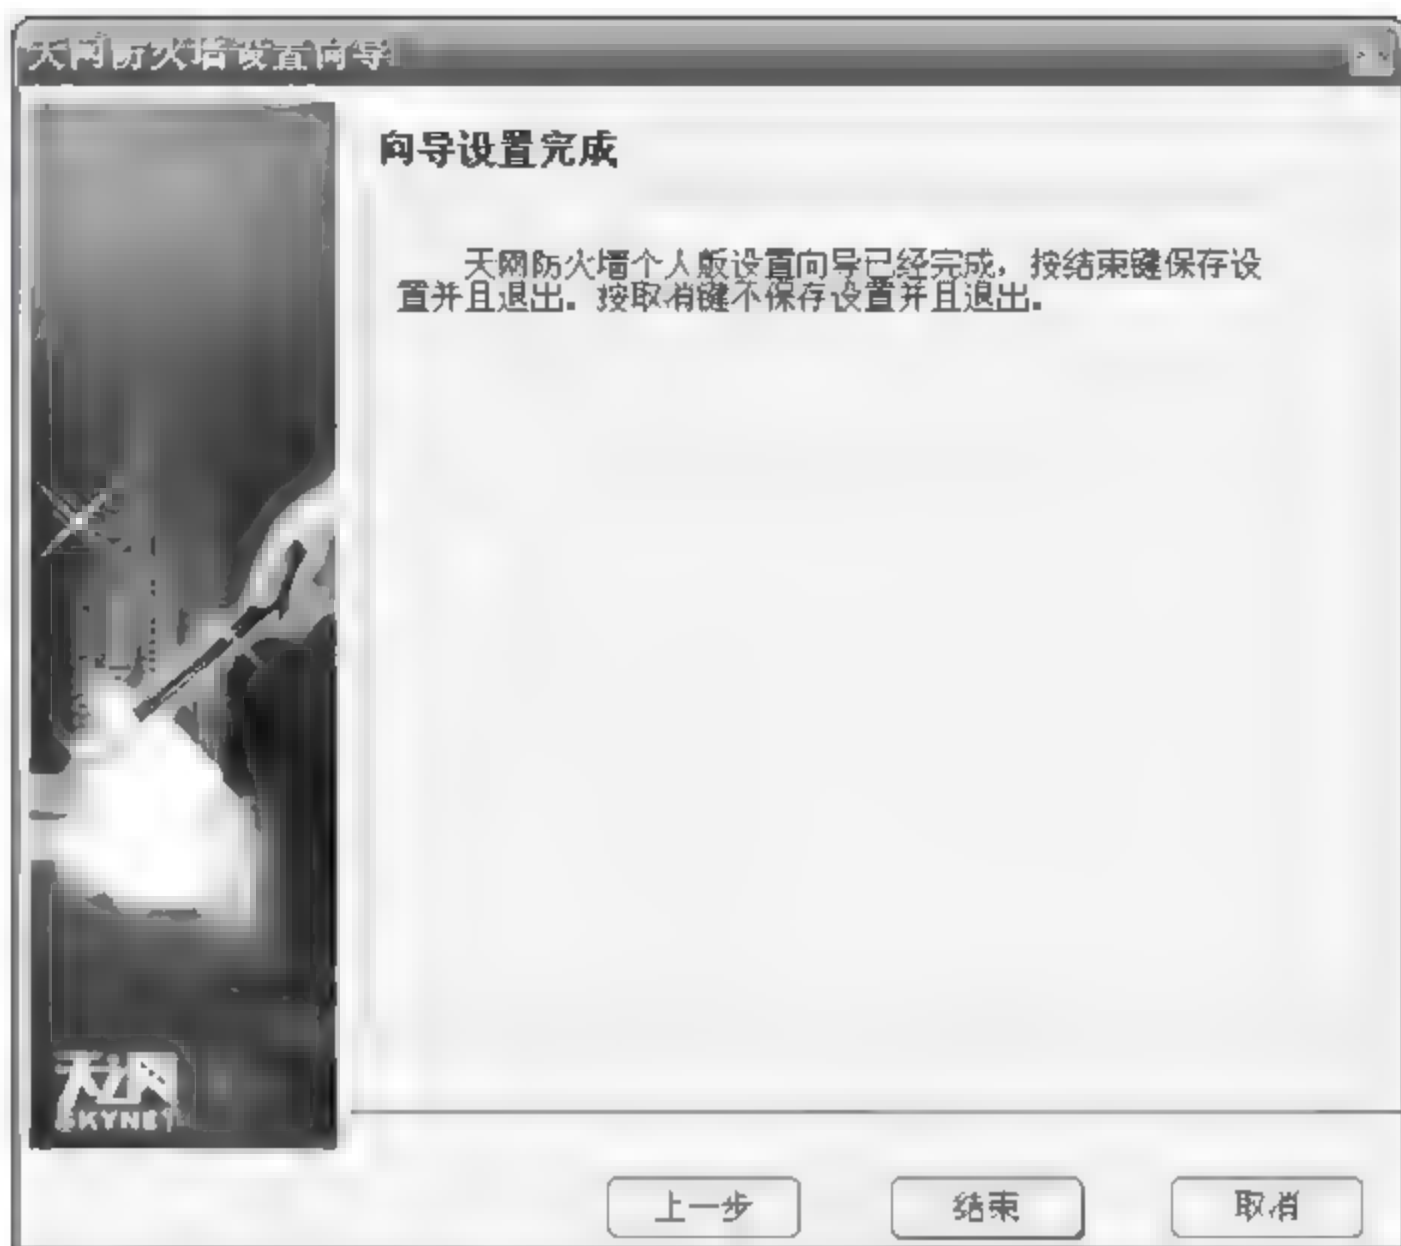 天网防火墙设置向导
向导设置完成
天网防火墙个人版设置向导已经完成，按结束键保存设
置并且退出。按取消键不保存设置并且退出。
天网
SKYNET
上一步
结束
取消